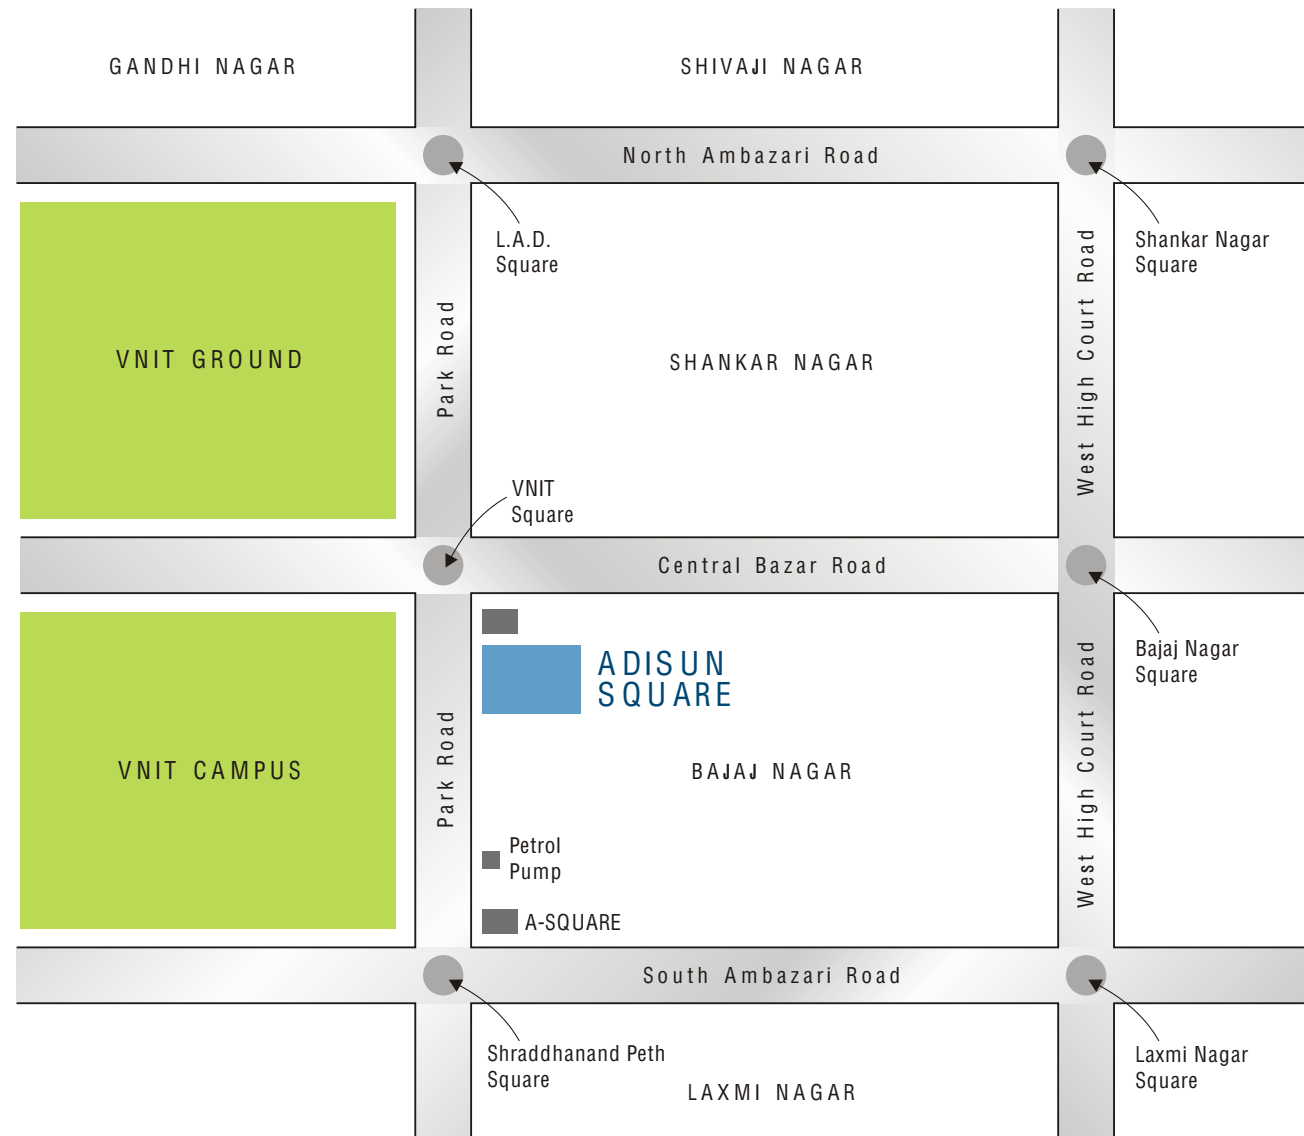 GANDHI NAGAR
SHIVAJI NAGAR
North Ambazari Road
L.A.D.
Square
Shankar Nagar
Square
West High Court Road
Park Road
VNIT GROUND
SHANKAR NAGAR
VNIT
Square
Central Bazar Road
Bajaj Nagar
Square
ADISUN
SQUARE
West High Court Road
Park Road
VNIT CAMPUS
BAJAJ NAGAR
Petrol
Pump
A-SQUARE
South Ambazari Road
Shraddhanand Peth
Square
Laxmi Nagar
Square
LAXMI NAGAR